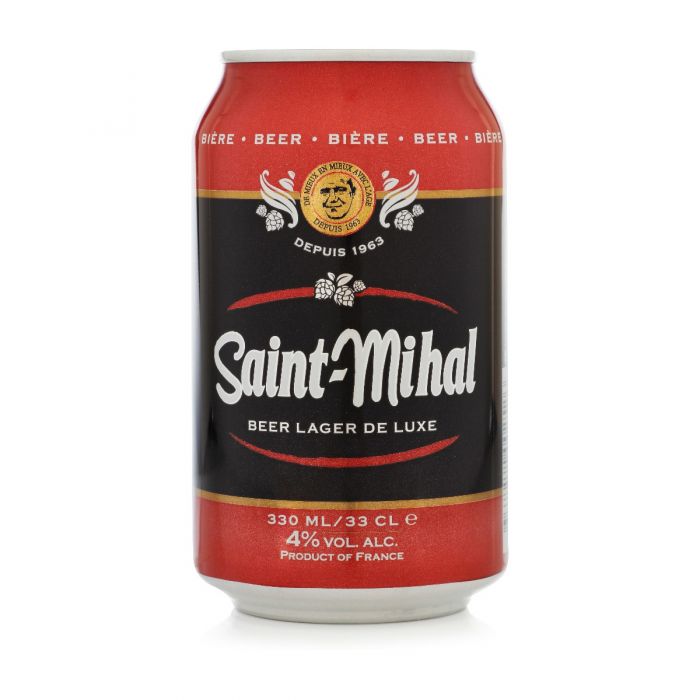 BIÈRE · BEER · BIÈRE · BEER · BIÈRE
DE MIEUX EN MIEUX AVEC L'AGE
DEPUIS 1963
DEPUIS 1963
Saint-Mihal
BEER LAGER DE LUXE
330 ML/33 CL ℮
4% VOL. ALC.
PRODUCT OF FRANCE